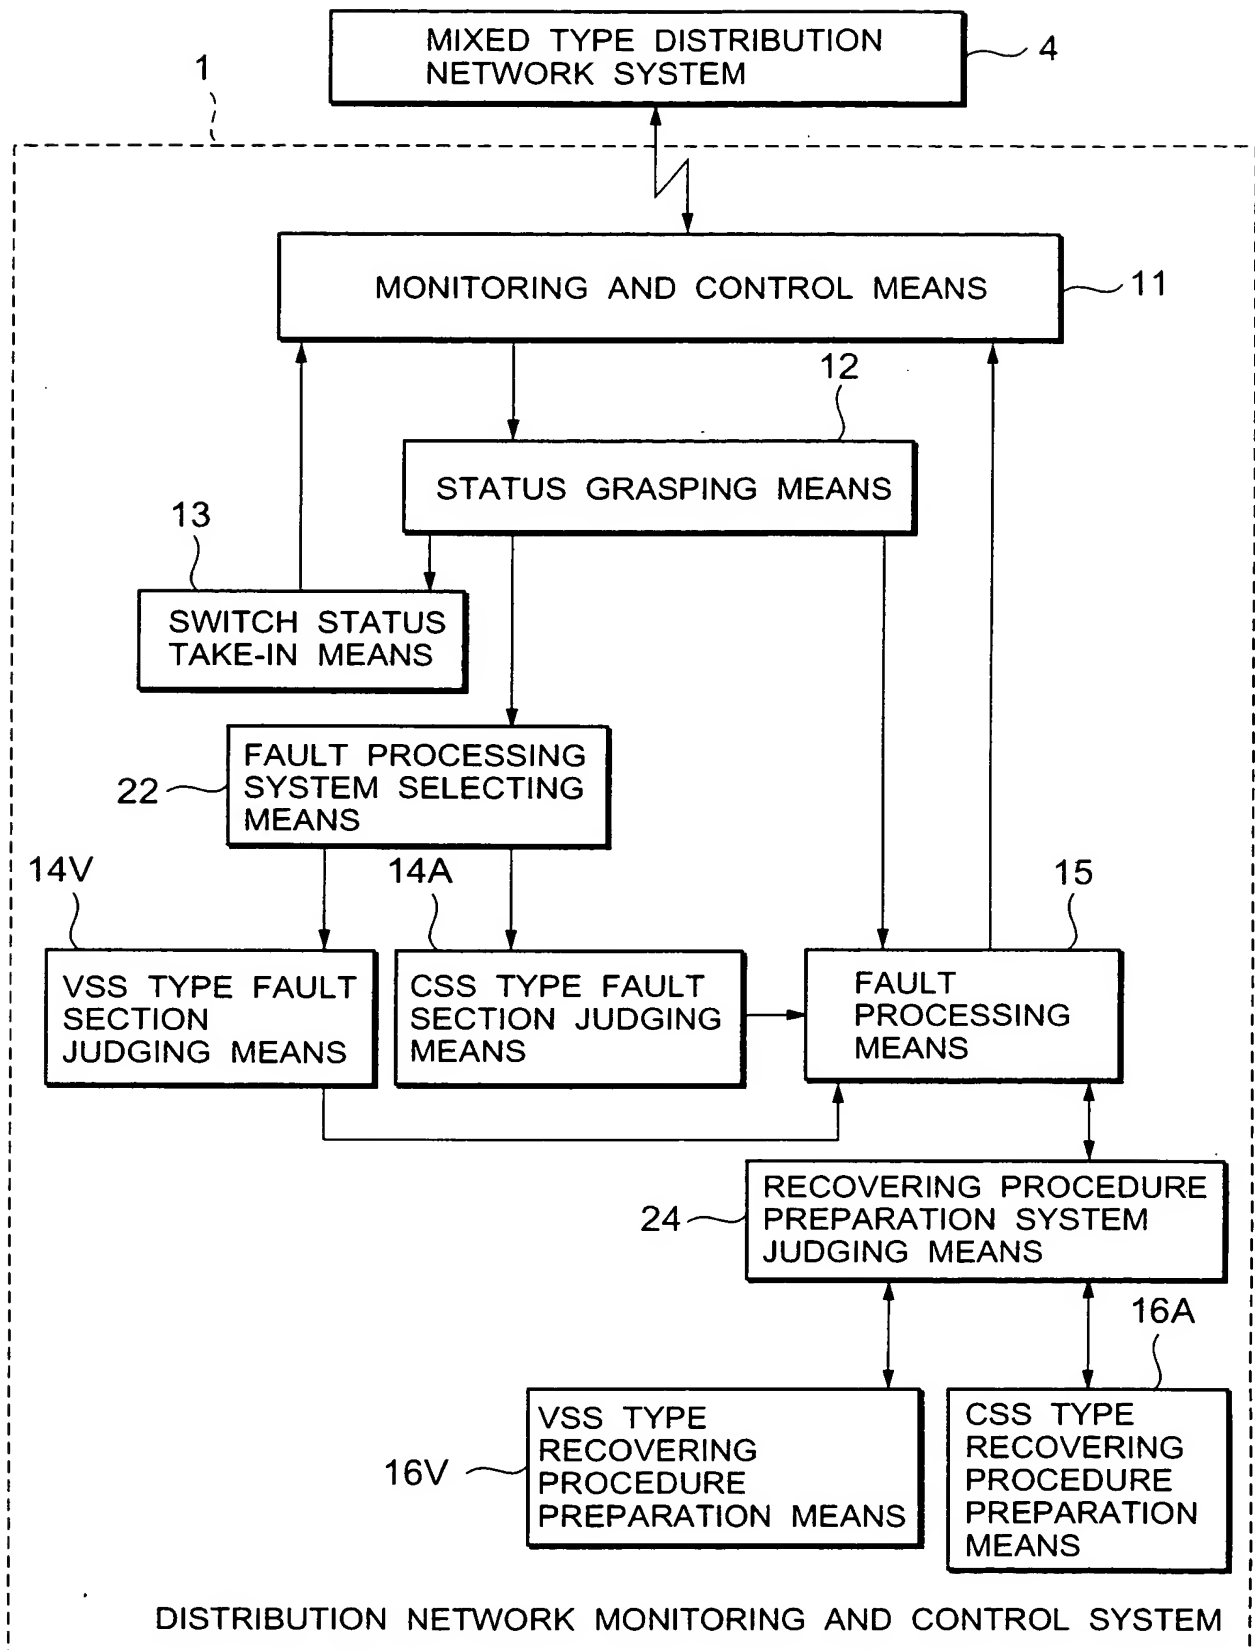 MIXED TYPE DISTRIBUTION
NETWORK SYSTEM
4
1
MONITORING AND CONTROL MEANS
11
12
STATUS GRASPING MEANS
13
SWITCH STATUS
TAKE-IN MEANS
FAULT PROCESSING
SYSTEM SELECTING
MEANS
22
14V
14A
15
VSS TYPE FAULT
SECTION
JUDGING MEANS
CSS TYPE FAULT
SECTION JUDGING
MEANS
FAULT
PROCESSING
MEANS
RECOVERING PROCEDURE
PREPARATION SYSTEM
JUDGING MEANS
24
16A
VSS TYPE
RECOVERING
PROCEDURE
PREPARATION MEANS
16V
CSS TYPE
RECOVERING
PROCEDURE
PREPARATION
MEANS
DISTRIBUTION NETWORK MONITORING AND CONTROL SYSTEM